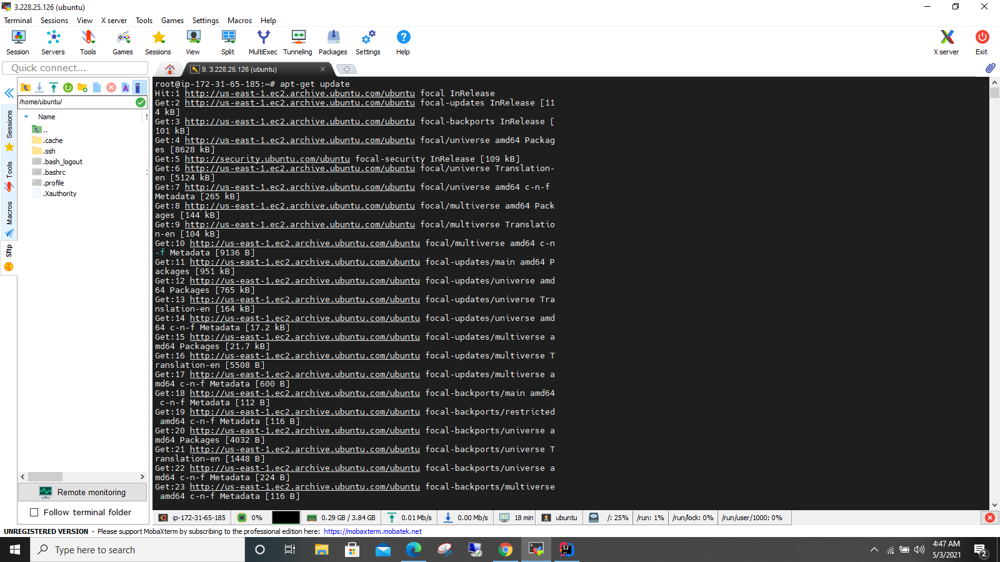 3.228.25.126 (ubuntu)
Terminal Sessions View X server Tools Games Settings Macros Help
Session Servers Tools Games Sessions View Split MultiExec Tunneling Packages Settings Help X server Exit
Quick connect...
9. 3.228.25.126 (ubuntu)
/home/ubuntu/
Name
..
.cache
.ssh
.bash_logout
.bashrc
.profile
.Xauthority
Sessions
Tools
Macros
Sftp
Remote monitoring
Follow terminal folder
root@ip-172-31-65-185:~# apt-get update
Hit:1 http://us-east-1.ec2.archive.ubuntu.com/ubuntu focal InRelease
Get:2 http://us-east-1.ec2.archive.ubuntu.com/ubuntu focal-updates InRelease [11
4 kB]
Get:3 http://us-east-1.ec2.archive.ubuntu.com/ubuntu focal-backports InRelease [
101 kB]
Get:4 http://us-east-1.ec2.archive.ubuntu.com/ubuntu focal/universe amd64 Packag
es [8628 kB]
Get:5 http://security.ubuntu.com/ubuntu focal-security InRelease [109 kB]
Get:6 http://us-east-1.ec2.archive.ubuntu.com/ubuntu focal/universe Translation-
en [5124 kB]
Get:7 http://us-east-1.ec2.archive.ubuntu.com/ubuntu focal/universe amd64 c-n-f
Metadata [265 kB]
Get:8 http://us-east-1.ec2.archive.ubuntu.com/ubuntu focal/multiverse amd64 Pack
ages [144 kB]
Get:9 http://us-east-1.ec2.archive.ubuntu.com/ubuntu focal/multiverse Translatio
n-en [104 kB]
Get:10 http://us-east-1.ec2.archive.ubuntu.com/ubuntu focal/multiverse amd64 c-n
-f Metadata [9136 B]
Get:11 http://us-east-1.ec2.archive.ubuntu.com/ubuntu focal-updates/main amd64 P
ackages [951 kB]
Get:12 http://us-east-1.ec2.archive.ubuntu.com/ubuntu focal-updates/universe amd
64 Packages [765 kB]
Get:13 http://us-east-1.ec2.archive.ubuntu.com/ubuntu focal-updates/universe Tra
nslation-en [164 kB]
Get:14 http://us-east-1.ec2.archive.ubuntu.com/ubuntu focal-updates/universe amd
64 c-n-f Metadata [17.2 kB]
Get:15 http://us-east-1.ec2.archive.ubuntu.com/ubuntu focal-updates/multiverse a
md64 Packages [21.7 kB]
Get:16 http://us-east-1.ec2.archive.ubuntu.com/ubuntu focal-updates/multiverse T
ranslation-en [5508 B]
Get:17 http://us-east-1.ec2.archive.ubuntu.com/ubuntu focal-updates/multiverse a
md64 c-n-f Metadata [600 B]
Get:18 http://us-east-1.ec2.archive.ubuntu.com/ubuntu focal-backports/main amd64
c-n-f Metadata [112 B]
Get:19 http://us-east-1.ec2.archive.ubuntu.com/ubuntu focal-backports/restricted
amd64 c-n-f Metadata [116 B]
Get:20 http://us-east-1.ec2.archive.ubuntu.com/ubuntu focal-backports/universe a
md64 Packages [4032 B]
Get:21 http://us-east-1.ec2.archive.ubuntu.com/ubuntu focal-backports/universe T
ranslation-en [1448 B]
Get:22 http://us-east-1.ec2.archive.ubuntu.com/ubuntu focal-backports/universe a
md64 c-n-f Metadata [224 B]
Get:23 http://us-east-1.ec2.archive.ubuntu.com/ubuntu focal-backports/multiverse
amd64 c-n-f Metadata [116 B]
ip-172-31-65-185 0% 0.29 GB / 3.84 GB 0.01 Mb/s 0.00 Mb/s 18 min ubuntu /: 25% /run: 1% /run/lock: 0% /run/user/1000: 0%
UNREGISTERED VERSION - Please support MobaXterm by subscribing to the professional edition here: https://mobaxterm.mobatek.net
Type here to search
4:47 AM
5/3/2021
2